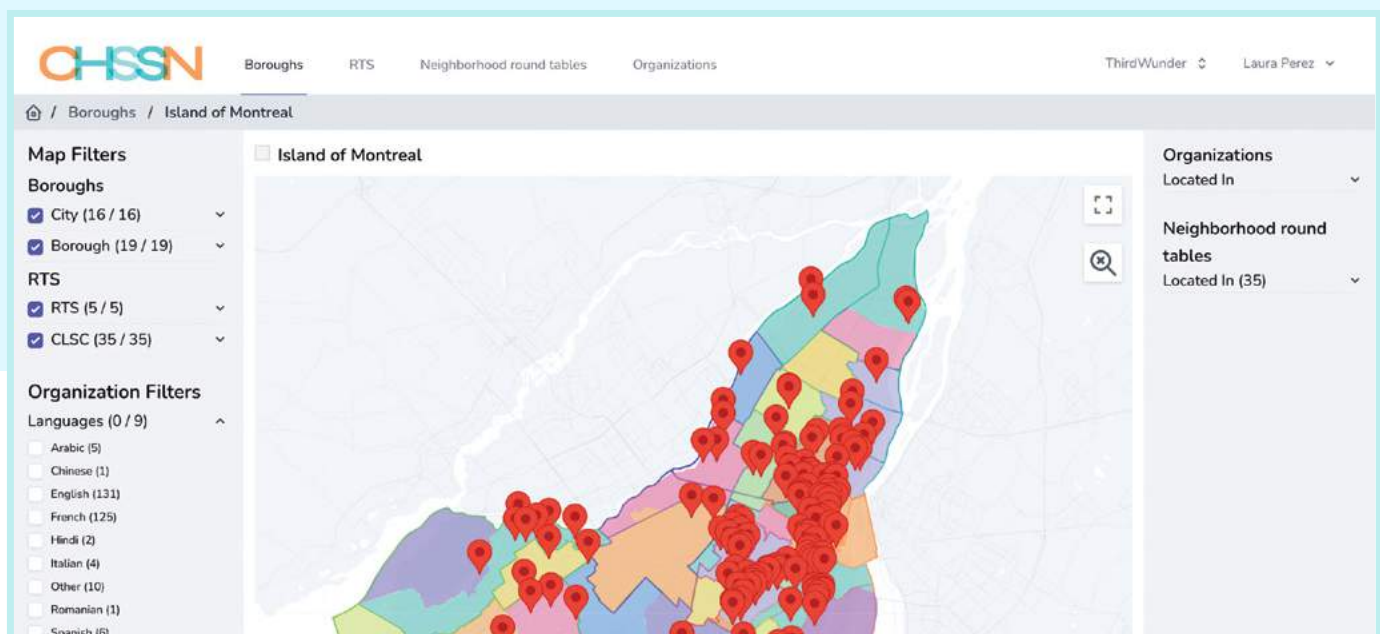 CHSSN
Boroughs RTS Neighborhood round tables Organizations
ThirdWunder Laura Perez
/ Boroughs / Island of Montreal
Map Filters
Boroughs
City (16 / 16)
Borough (19 / 19)
RTS
RTS (5 / 5)
CLSC (35 / 35)
Organization Filters
Languages (0 / 9)
Arabic (5)
Chinese (1)
English (131)
French (125)
Hindi (2)
Italian (4)
Other (10)
Romanian (1)
Spanish (6)
Island of Montreal
Organizations
Located In
Neighborhood round
tables
Located In (35)